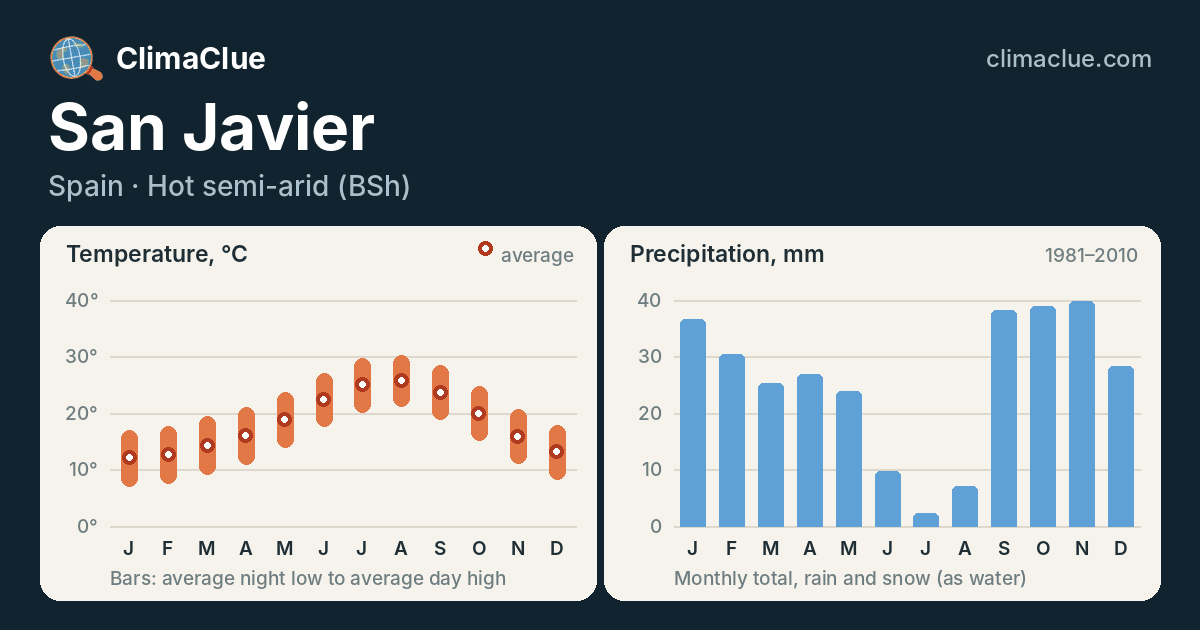 ClimaClue
climaclue.com
San Javier
Spain · Hot semi-arid (BSh)
Temperature, °C
average
40°
30°
20°
10°
0°
J F M A M J J A S O N D
Bars: average night low to average day high
Precipitation, mm
1981–2010
40
30
20
10
0
J F M A M J J A S O N D
Monthly total, rain and snow (as water)